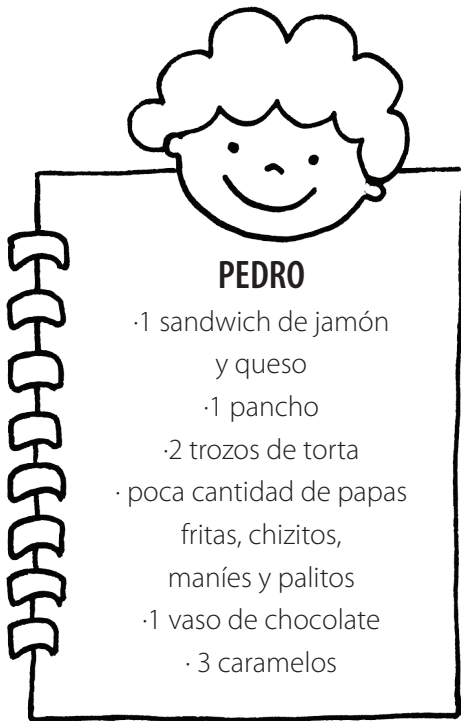 PEDRO
·1 sandwich de jamón
y queso
·1 pancho
·2 trozos de torta
· poca cantidad de papas
fritas, chizitos,
maníes y palitos
·1 vaso de chocolate
· 3 caramelos